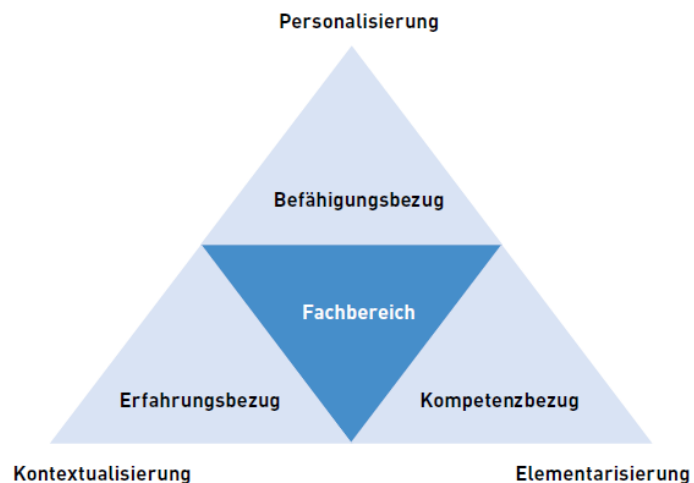 Personalisierung
Befähigungsbezug
Fachbereich
Erfahrungsbezug
Kompetenzbezug
Kontextualisierung
Elementarisierung